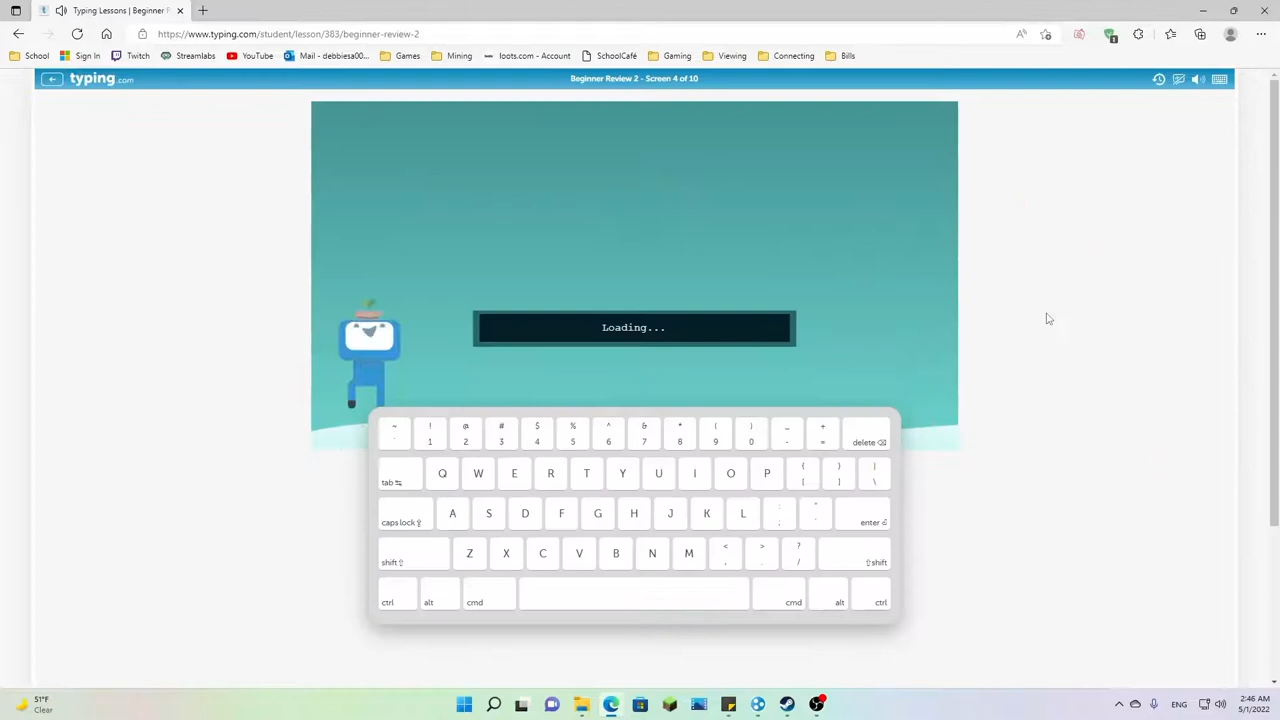 Typing Lessons | Beginner R
https://www.typing.com/student/lesson/383/beginner-review-2
School Sign In Twitch Streamlabs YouTube Mail - debbiesa00... Games Mining loots.com - Account SchoolCafé Gaming Viewing Connecting Bills
typing.com Beginner Review 2 - Screen 4 of 10
Loading...
~ ` ! 1 @ 2 # 3 $ 4 % 5 ^ 6 & 7 * 8 ( 9 ) 0 _ - + = delete
tab Q W E R T Y U I O P { [ } ] | \
caps lock A S D F G H J K L : ; " ' enter
shift Z X C V B N M < , > . ? / shift
ctrl alt cmd cmd alt ctrl
51°F
Clear
ENG
2:46 AM
5/1/2022